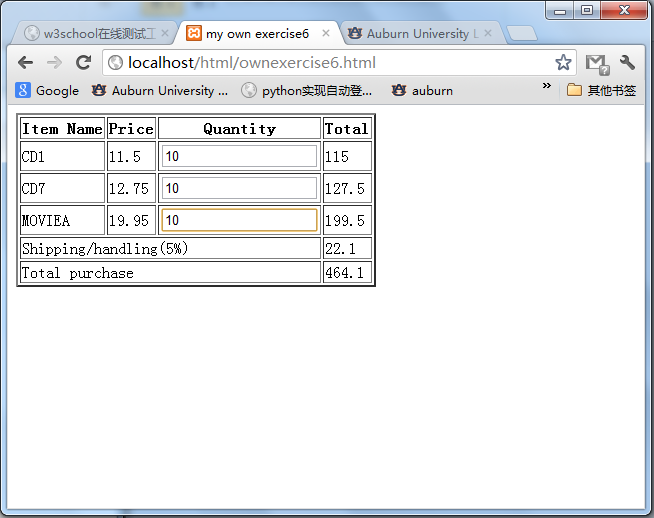 w3school在线测试工 my own exercise6 Auburn University L
localhost/html/ownexercise6.html
Google Auburn University ... python实现自动登... auburn » 其他书签
Item Name Price Quantity Total
CD1 11.5 10 115
CD7 12.75 10 127.5
MOVIEA 19.95 10 199.5
Shipping/handling(5%) 22.1
Total purchase 464.1